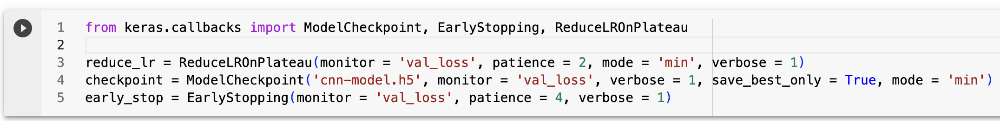 1 from keras.callbacks import ModelCheckpoint, EarlyStopping, ReduceLROnPlateau
2
3 reduce_lr = ReduceLROnPlateau(monitor = 'val_loss', patience = 2, mode = 'min', verbose = 1)
4 checkpoint = ModelCheckpoint('cnn-model.h5', monitor = 'val_loss', verbose = 1, save_best_only = True, mode = 'min')
5 early_stop = EarlyStopping(monitor = 'val_loss', patience = 4, verbose = 1)